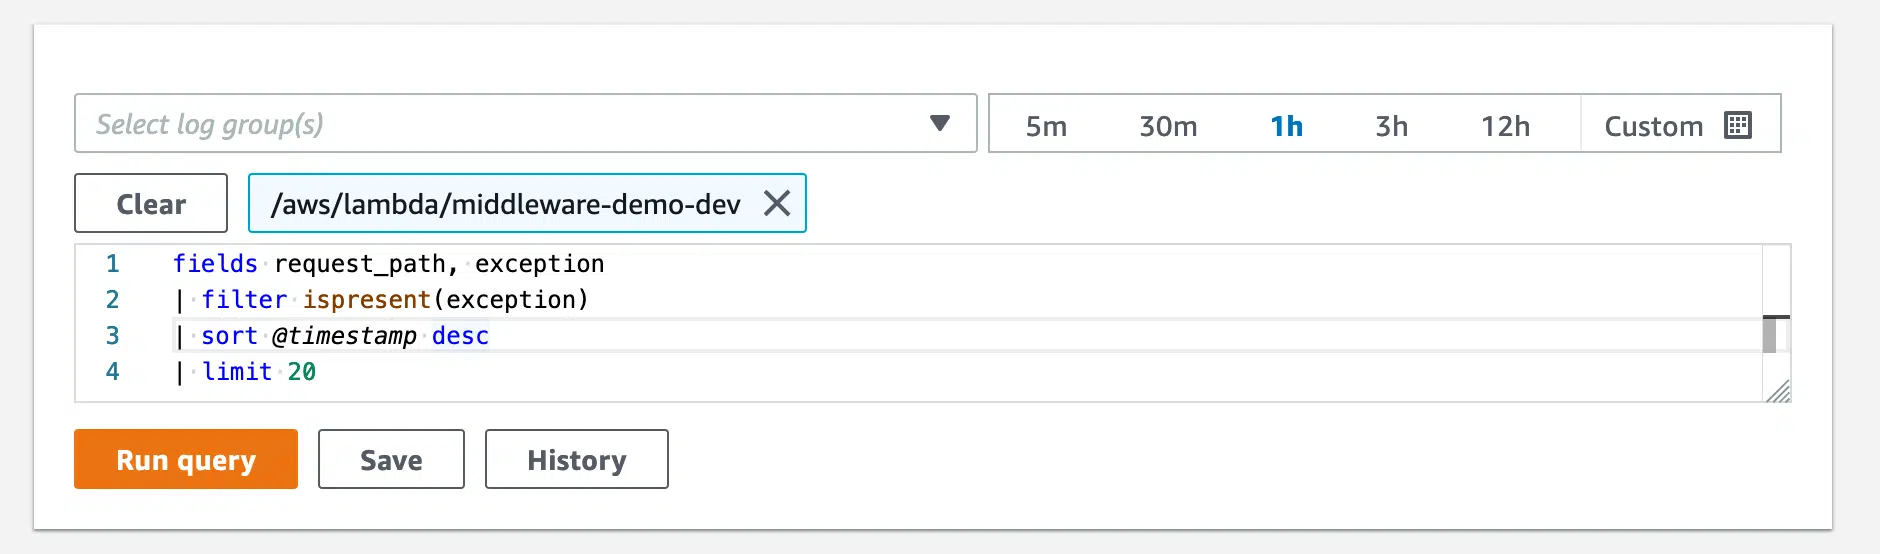 Select log group(s)
5m 30m 1h 3h 12h Custom
Clear /aws/lambda/middleware-demo-dev
1 fields request_path, exception
2 | filter ispresent(exception)
3 | sort @timestamp desc
4 | limit 20
Run query Save History